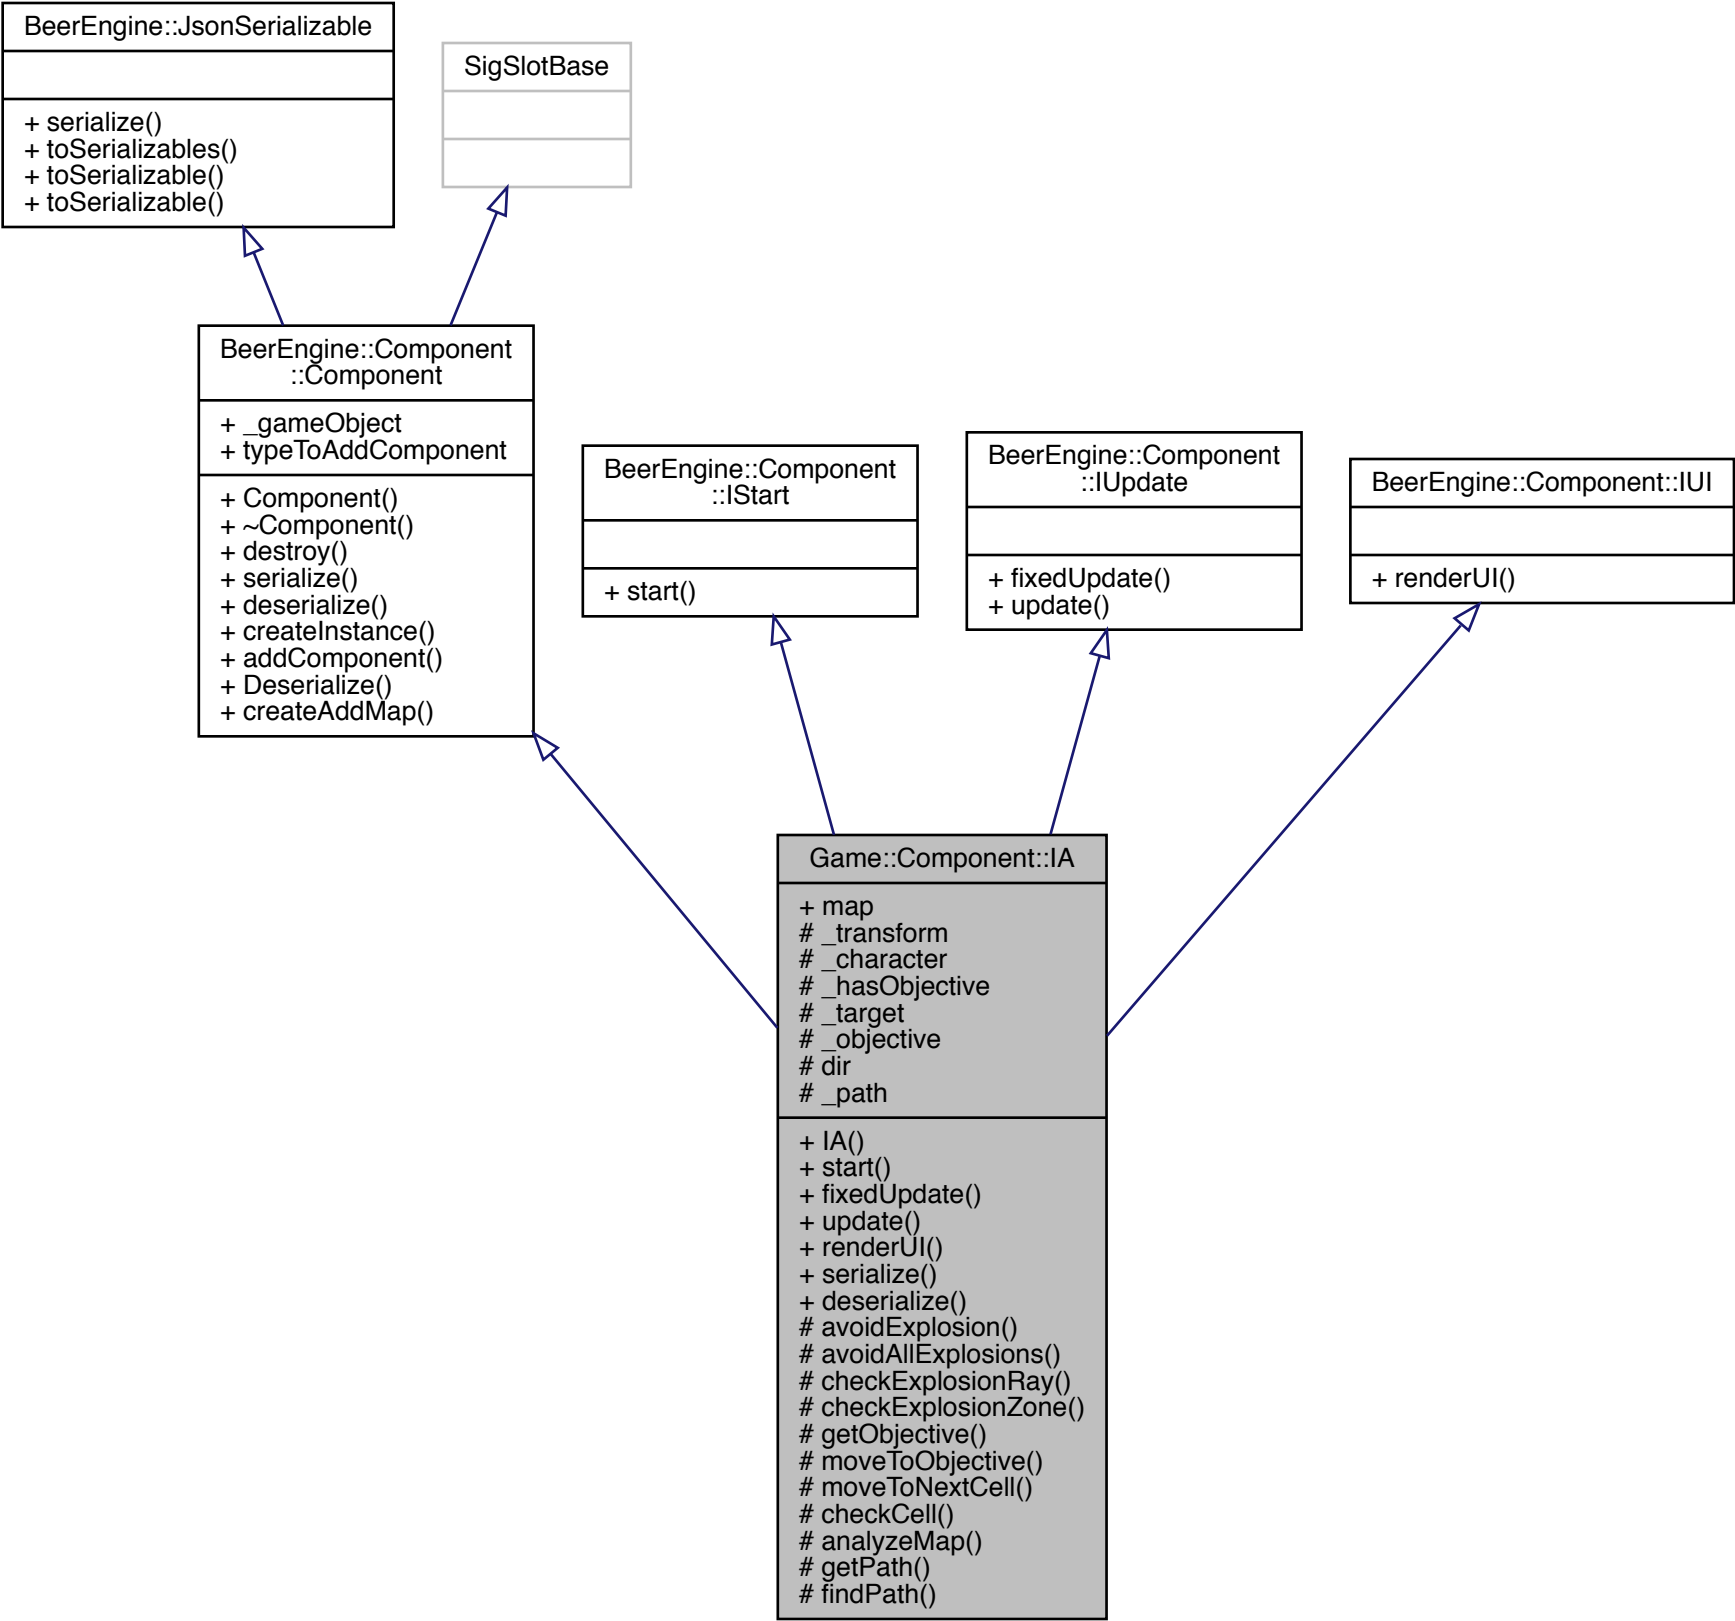 BeerEngine::JsonSerializable
+ serialize()
+ toSerializables()
+ toSerializable()
+ toSerializable()
SigSlotBase
BeerEngine::Component
::Component
+ _gameObject
+ typeToAddComponent
+ Component()
+ ~Component()
+ destroy()
+ serialize()
+ deserialize()
+ createInstance()
+ addComponent()
+ Deserialize()
+ createAddMap()
BeerEngine::Component
::IStart
+ start()
BeerEngine::Component
::IUpdate
+ fixedUpdate()
+ update()
BeerEngine::Component::IUI
+ renderUI()
Game::Component::IA
+ map
# _transform
# _character
# _hasObjective
# _target
# _objective
# dir
# _path
+ IA()
+ start()
+ fixedUpdate()
+ update()
+ renderUI()
+ serialize()
+ deserialize()
# avoidExplosion()
# avoidAllExplosions()
# checkExplosionRay()
# checkExplosionZone()
# getObjective()
# moveToObjective()
# moveToNextCell()
# checkCell()
# analyzeMap()
# getPath()
# findPath()